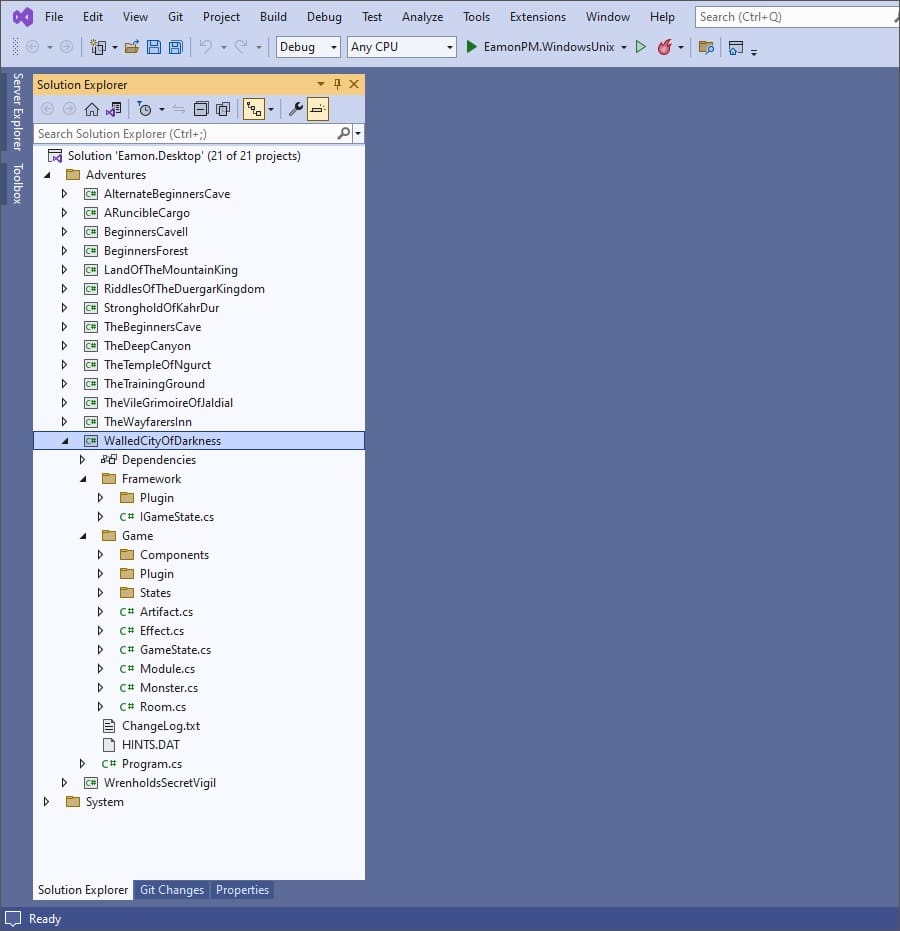 File Edit View Git Project Build Debug Test Analyze Tools Extensions Window Help Search (Ctrl+Q)
Debug Any CPU EamonPM.WindowsUnix
Server Explorer
Toolbox
Solution Explorer
Search Solution Explorer (Ctrl+;)
Solution 'Eamon.Desktop' (21 of 21 projects)
Adventures
C# AlternateBeginnersCave
C# ARuncibleCargo
C# BeginnersCaveII
C# BeginnersForest
C# LandOfTheMountainKing
C# RiddlesOfTheDuergarKingdom
C# StrongholdOfKahrDur
C# TheBeginnersCave
C# TheDeepCanyon
C# TheTempleOfNgurct
C# TheTrainingGround
C# TheVileGrimoireOfJaldial
C# TheWayfarersInn
C# WalledCityOfDarkness
Dependencies
Framework
Plugin
C# IGameState.cs
Game
Components
Plugin
States
C# Artifact.cs
C# Effect.cs
C# GameState.cs
C# Module.cs
C# Monster.cs
C# Room.cs
ChangeLog.txt
HINTS.DAT
C# Program.cs
C# WrenholdsSecretVigil
System
Solution Explorer Git Changes Properties
Ready